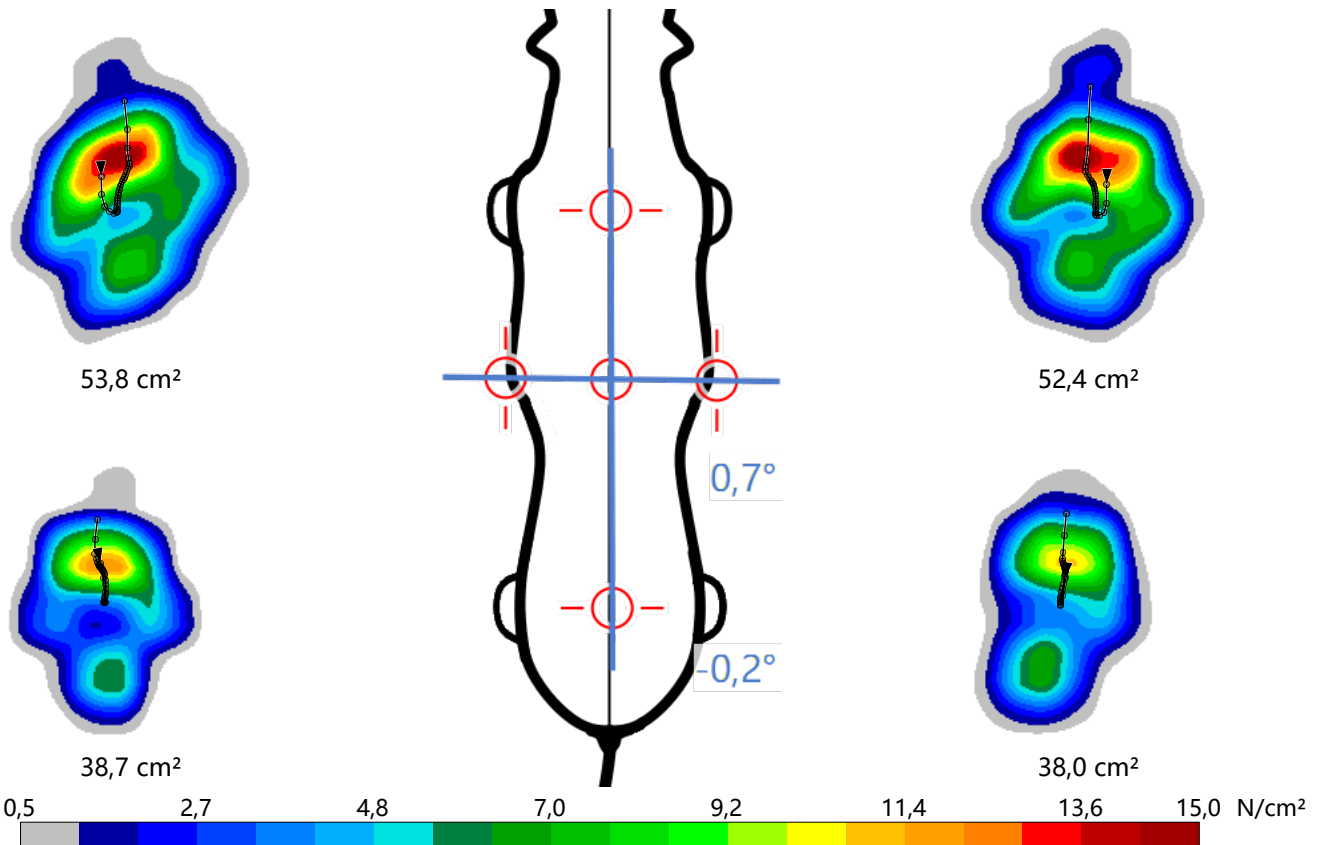 53,8 cm²
52,4 cm²
0,7°
-0,2°
38,7 cm²
38,0 cm²
0,5 2,7 4,8 7,0 9,2 11,4 13,6 15,0 N/cm²